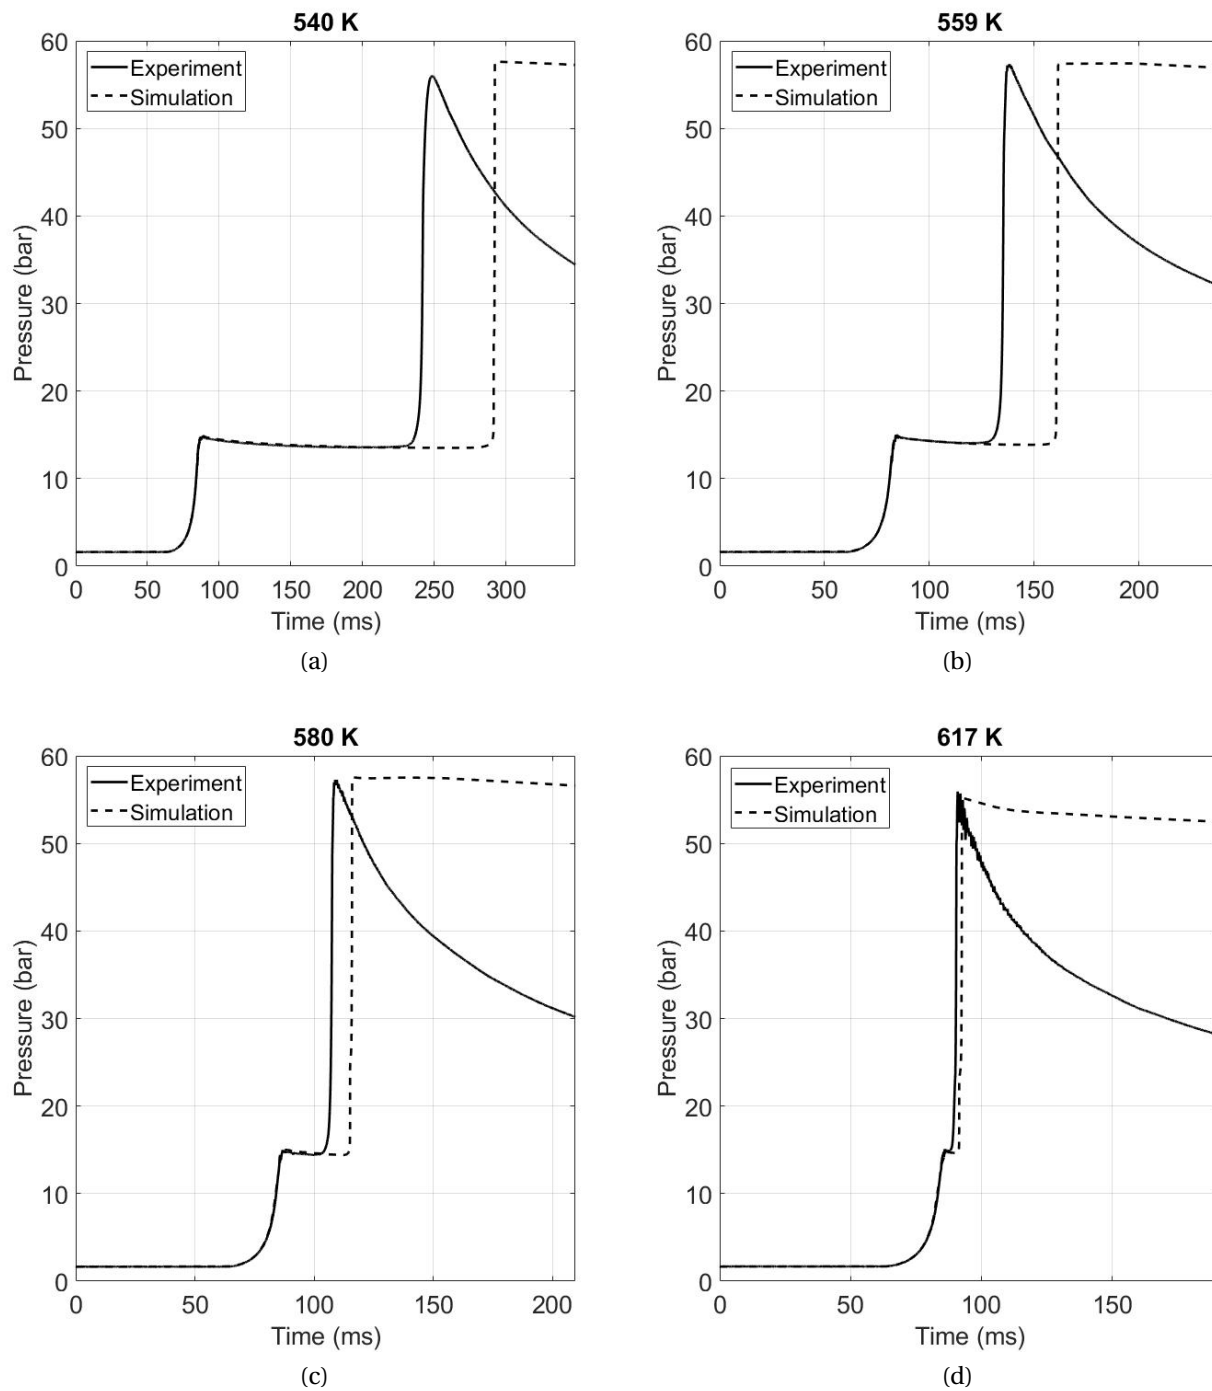 540 K
Experiment
Simulation
Pressure (bar)
60
50
40
30
20
10
0
0 50 100 150 200 250 300
Time (ms)
(a)
559 K
Experiment
Simulation
Pressure (bar)
60
50
40
30
20
10
0
0 50 100 150 200
Time (ms)
(b)
580 K
Experiment
Simulation
Pressure (bar)
60
50
40
30
20
10
0
0 50 100 150 200
Time (ms)
(c)
617 K
Experiment
Simulation
Pressure (bar)
60
50
40
30
20
10
0
0 50 100 150
Time (ms)
(d)